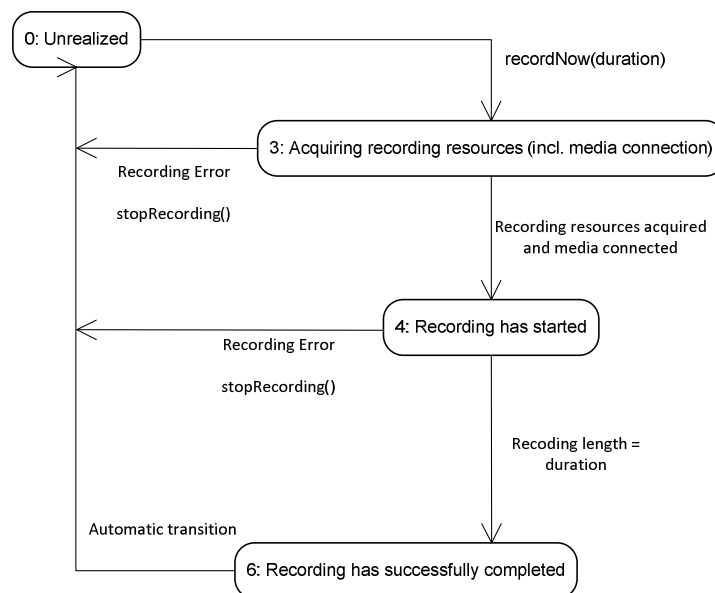 0: Unrealized
recordNow(duration)
3: Acquiring recording resources (incl. media connection)
Recording Error
stopRecording()
Recording resources acquired
and media connected
4: Recording has started
Recording Error
stopRecording()
Recoding length =
duration
Automatic transition
6: Recording has successfully completed